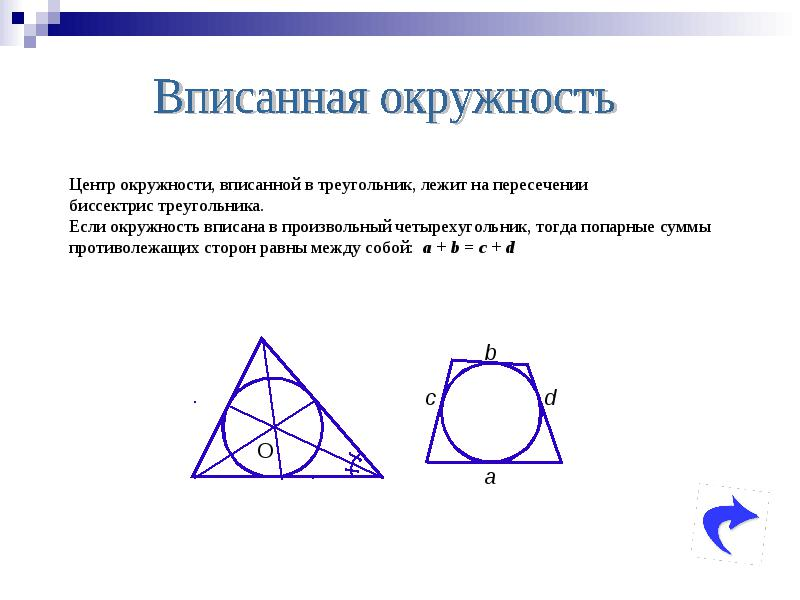 Вписанная окружность
Центр окружности, вписанной в треугольник, лежит на пересечении
биссектрис треугольника.
Если окружность вписана в произвольный четырехугольник, тогда попарные суммы
противолежащих сторон равны между собой: a + b = c + d
b
c
d
O
a